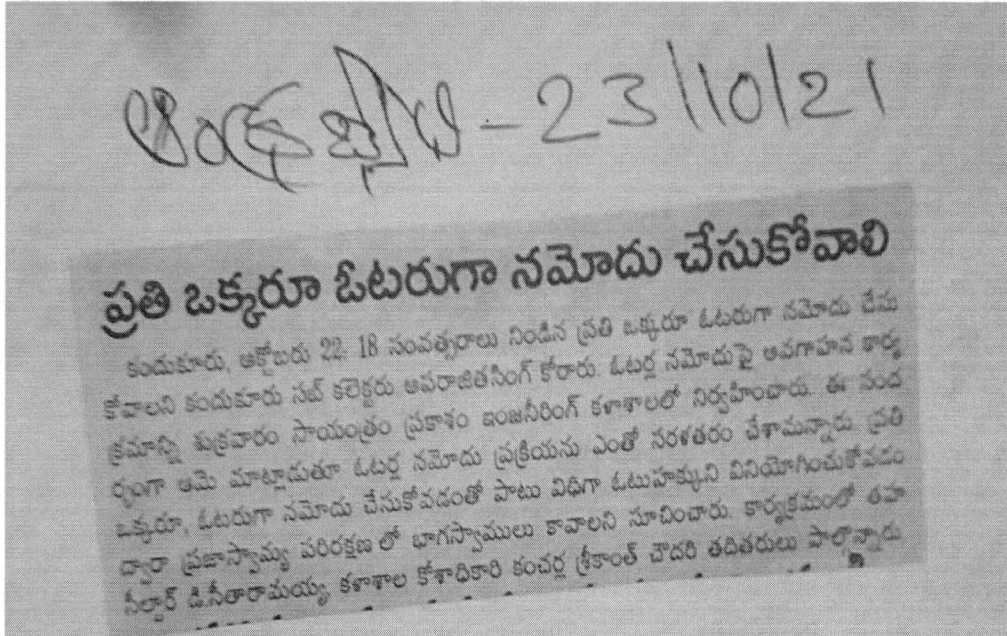 ఆంధ్రజ్యోతి - 23/10/21
ప్రతి ఒక్కరూ ఓటరుగా నమోదు చేసుకోవాలి
కందుకూరు, అక్టోబరు 22: 18 సంవత్సరాలు నిండిన ప్రతి ఒక్కరూ ఓటరుగా నమోదు చేసు
కోవాలని కందుకూరు సబ్ కలెక్టరు అపరాజితసింగ్ కోరారు. ఓటర్ల నమోదుపై అవగాహన కార్య
క్రమాన్ని శుక్రవారం సాయంత్రం ప్రకాశం ఇంజనీరింగ్ కళాశాలలో నిర్వహించారు. ఈ సంద
ర్భంగా ఆమె మాట్లాడుతూ ఓటర్ల నమోదు ప్రక్రియను ఎంతో సరళతరం చేశామన్నారు. ప్రతి
ఒక్కరూ, ఓటరుగా నమోదు చేసుకోవడంతో పాటు విధిగా ఓటుహక్కుని వినియోగించుకోవడం
ద్వారా ప్రజాస్వామ్య పరిరక్షణ లో భాగస్వాములు కావాలని సూచించారు. కార్యక్రమంలో తహ
సీల్దార్ డి.సీతారామయ్య, కళాశాల కోశాధికారి కంచర్ల శ్రీకాంత్ చౌదరి తదితరులు పాల్గొన్నారు.